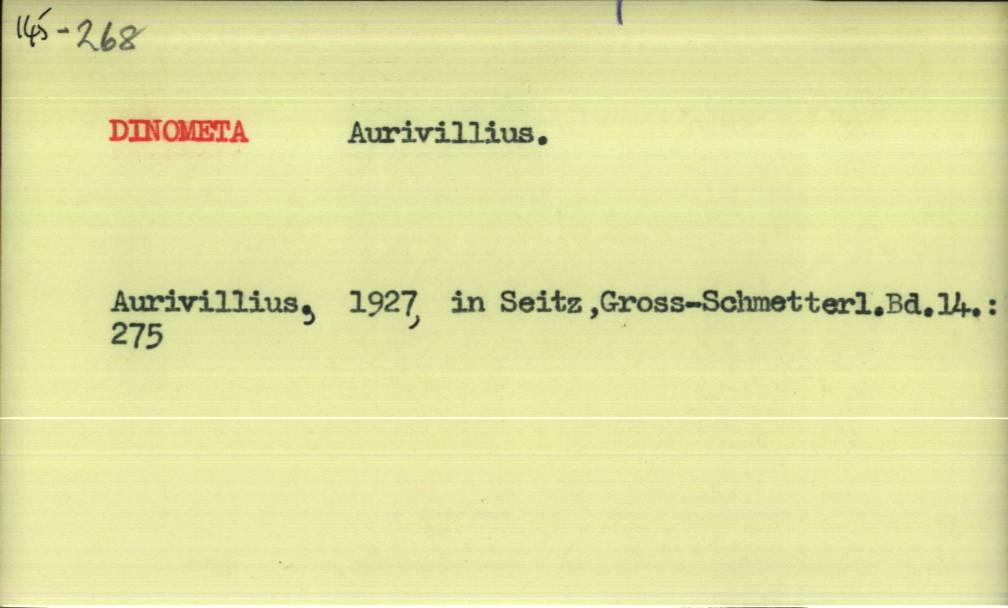 145-268
DINOMETA Aurivillius.
Aurivillius, 1927, in Seitz,Gross-Schmetterl.Bd.14.:
275